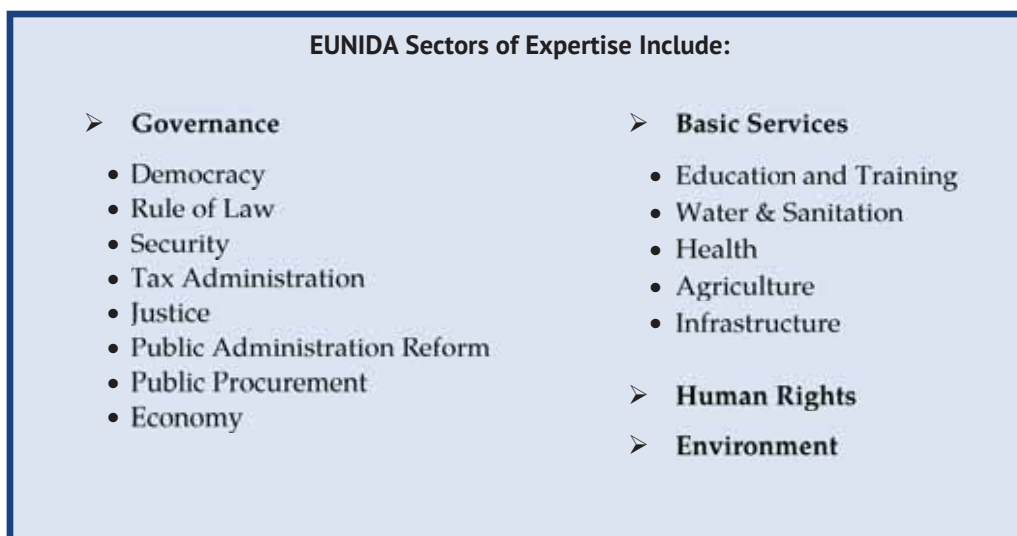 EUNIDA Sectors of Expertise Include:
➢ Governance
• Democracy
• Rule of Law
• Security
• Tax Administration
• Justice
• Public Administration Reform
• Public Procurement
• Economy
➢ Basic Services
• Education and Training
• Water & Sanitation
• Health
• Agriculture
• Infrastructure
➢ Human Rights
➢ Environment